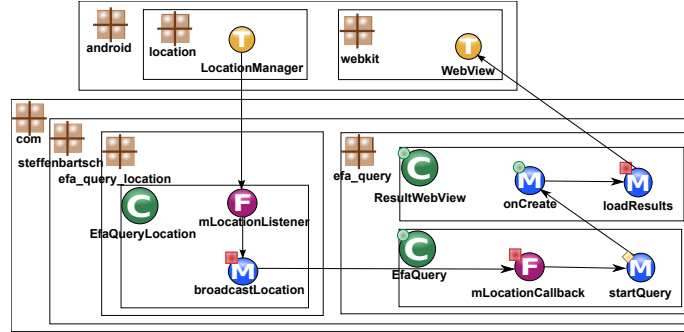 android
location
T
LocationManager
webkit
T
WebView
com
steffenbartsch
efa_query_location
C
EfaQueryLocation
F
mLocationListener
M
broadcastLocation
efa_query
C
ResultWebView
M
onCreate
M
loadResults
C
EfaQuery
F
mLocationCallback
M
startQuery